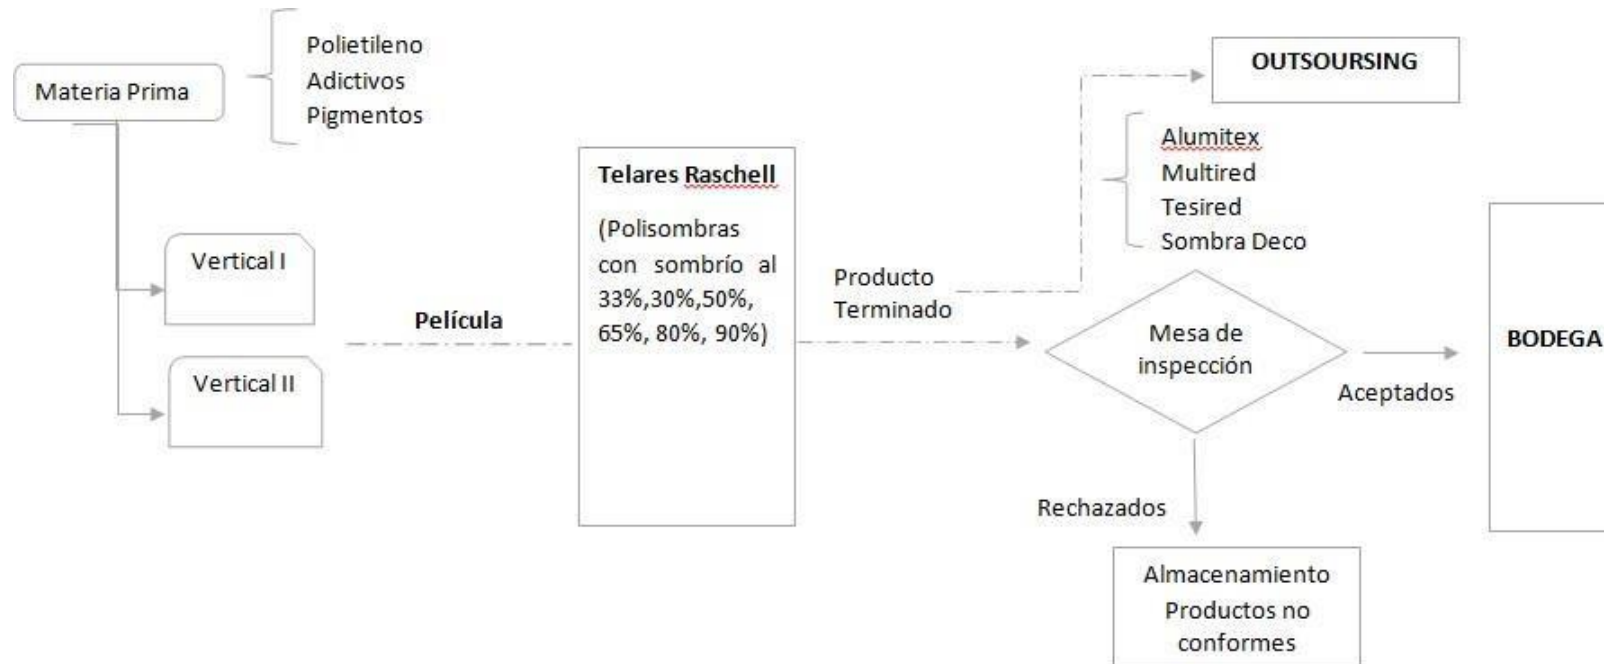 Materia Prima
Polietileno
Adictivos
Pigmentos
Vertical I
Vertical II
Película
Telares Raschell
(Polisombras
con sombrío al
33%,30%,50%,
65%, 80%, 90%)
Producto
Terminado
OUTSOURSING
Alumitex
Multired
Tesired
Sombra Deco
Mesa de
inspección
Aceptados
BODEGA
Rechazados
Almacenamiento
Productos no
conformes